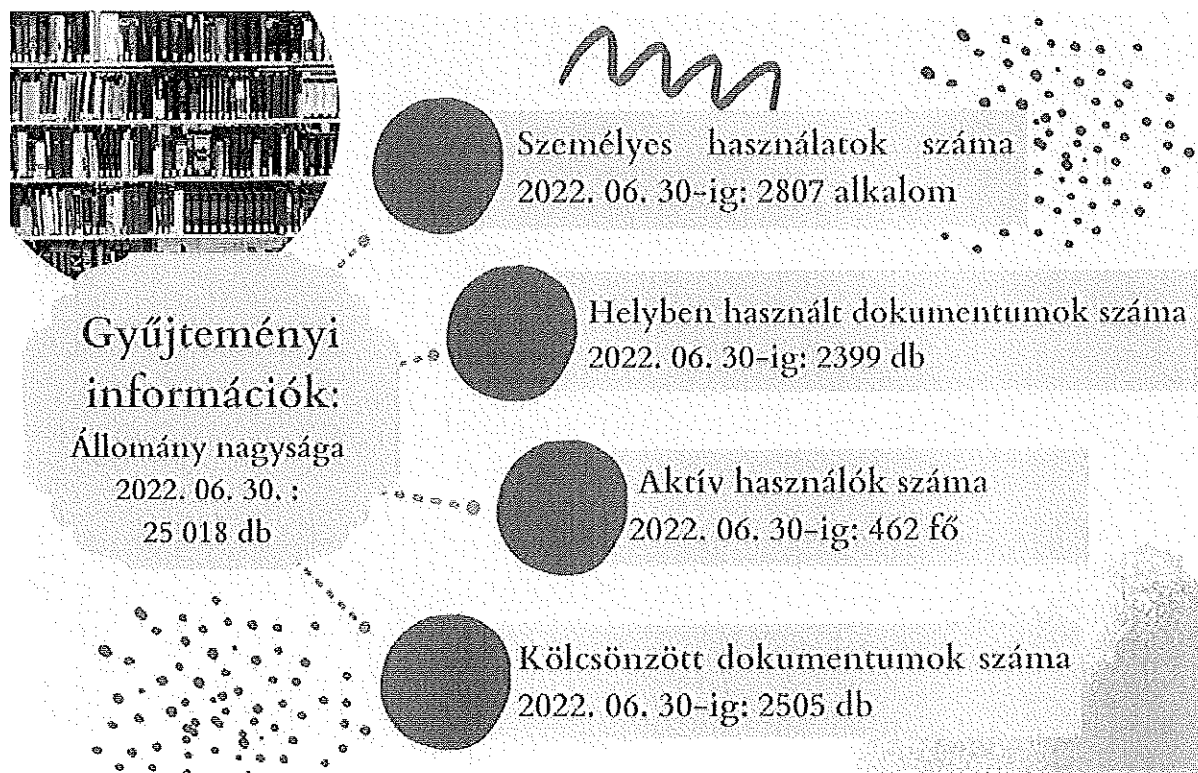 Gyűjteményi
információk:
Állomány nagysága
2022. 06. 30. :
25 018 db
Személyes használatok száma
2022. 06. 30-ig: 2807 alkalom
Helyben használt dokumentumok száma
2022. 06. 30-ig: 2399 db
Aktív használók száma
2022. 06. 30-ig: 462 fő
Kölcsönzött dokumentumok száma
2022. 06. 30-ig: 2505 db